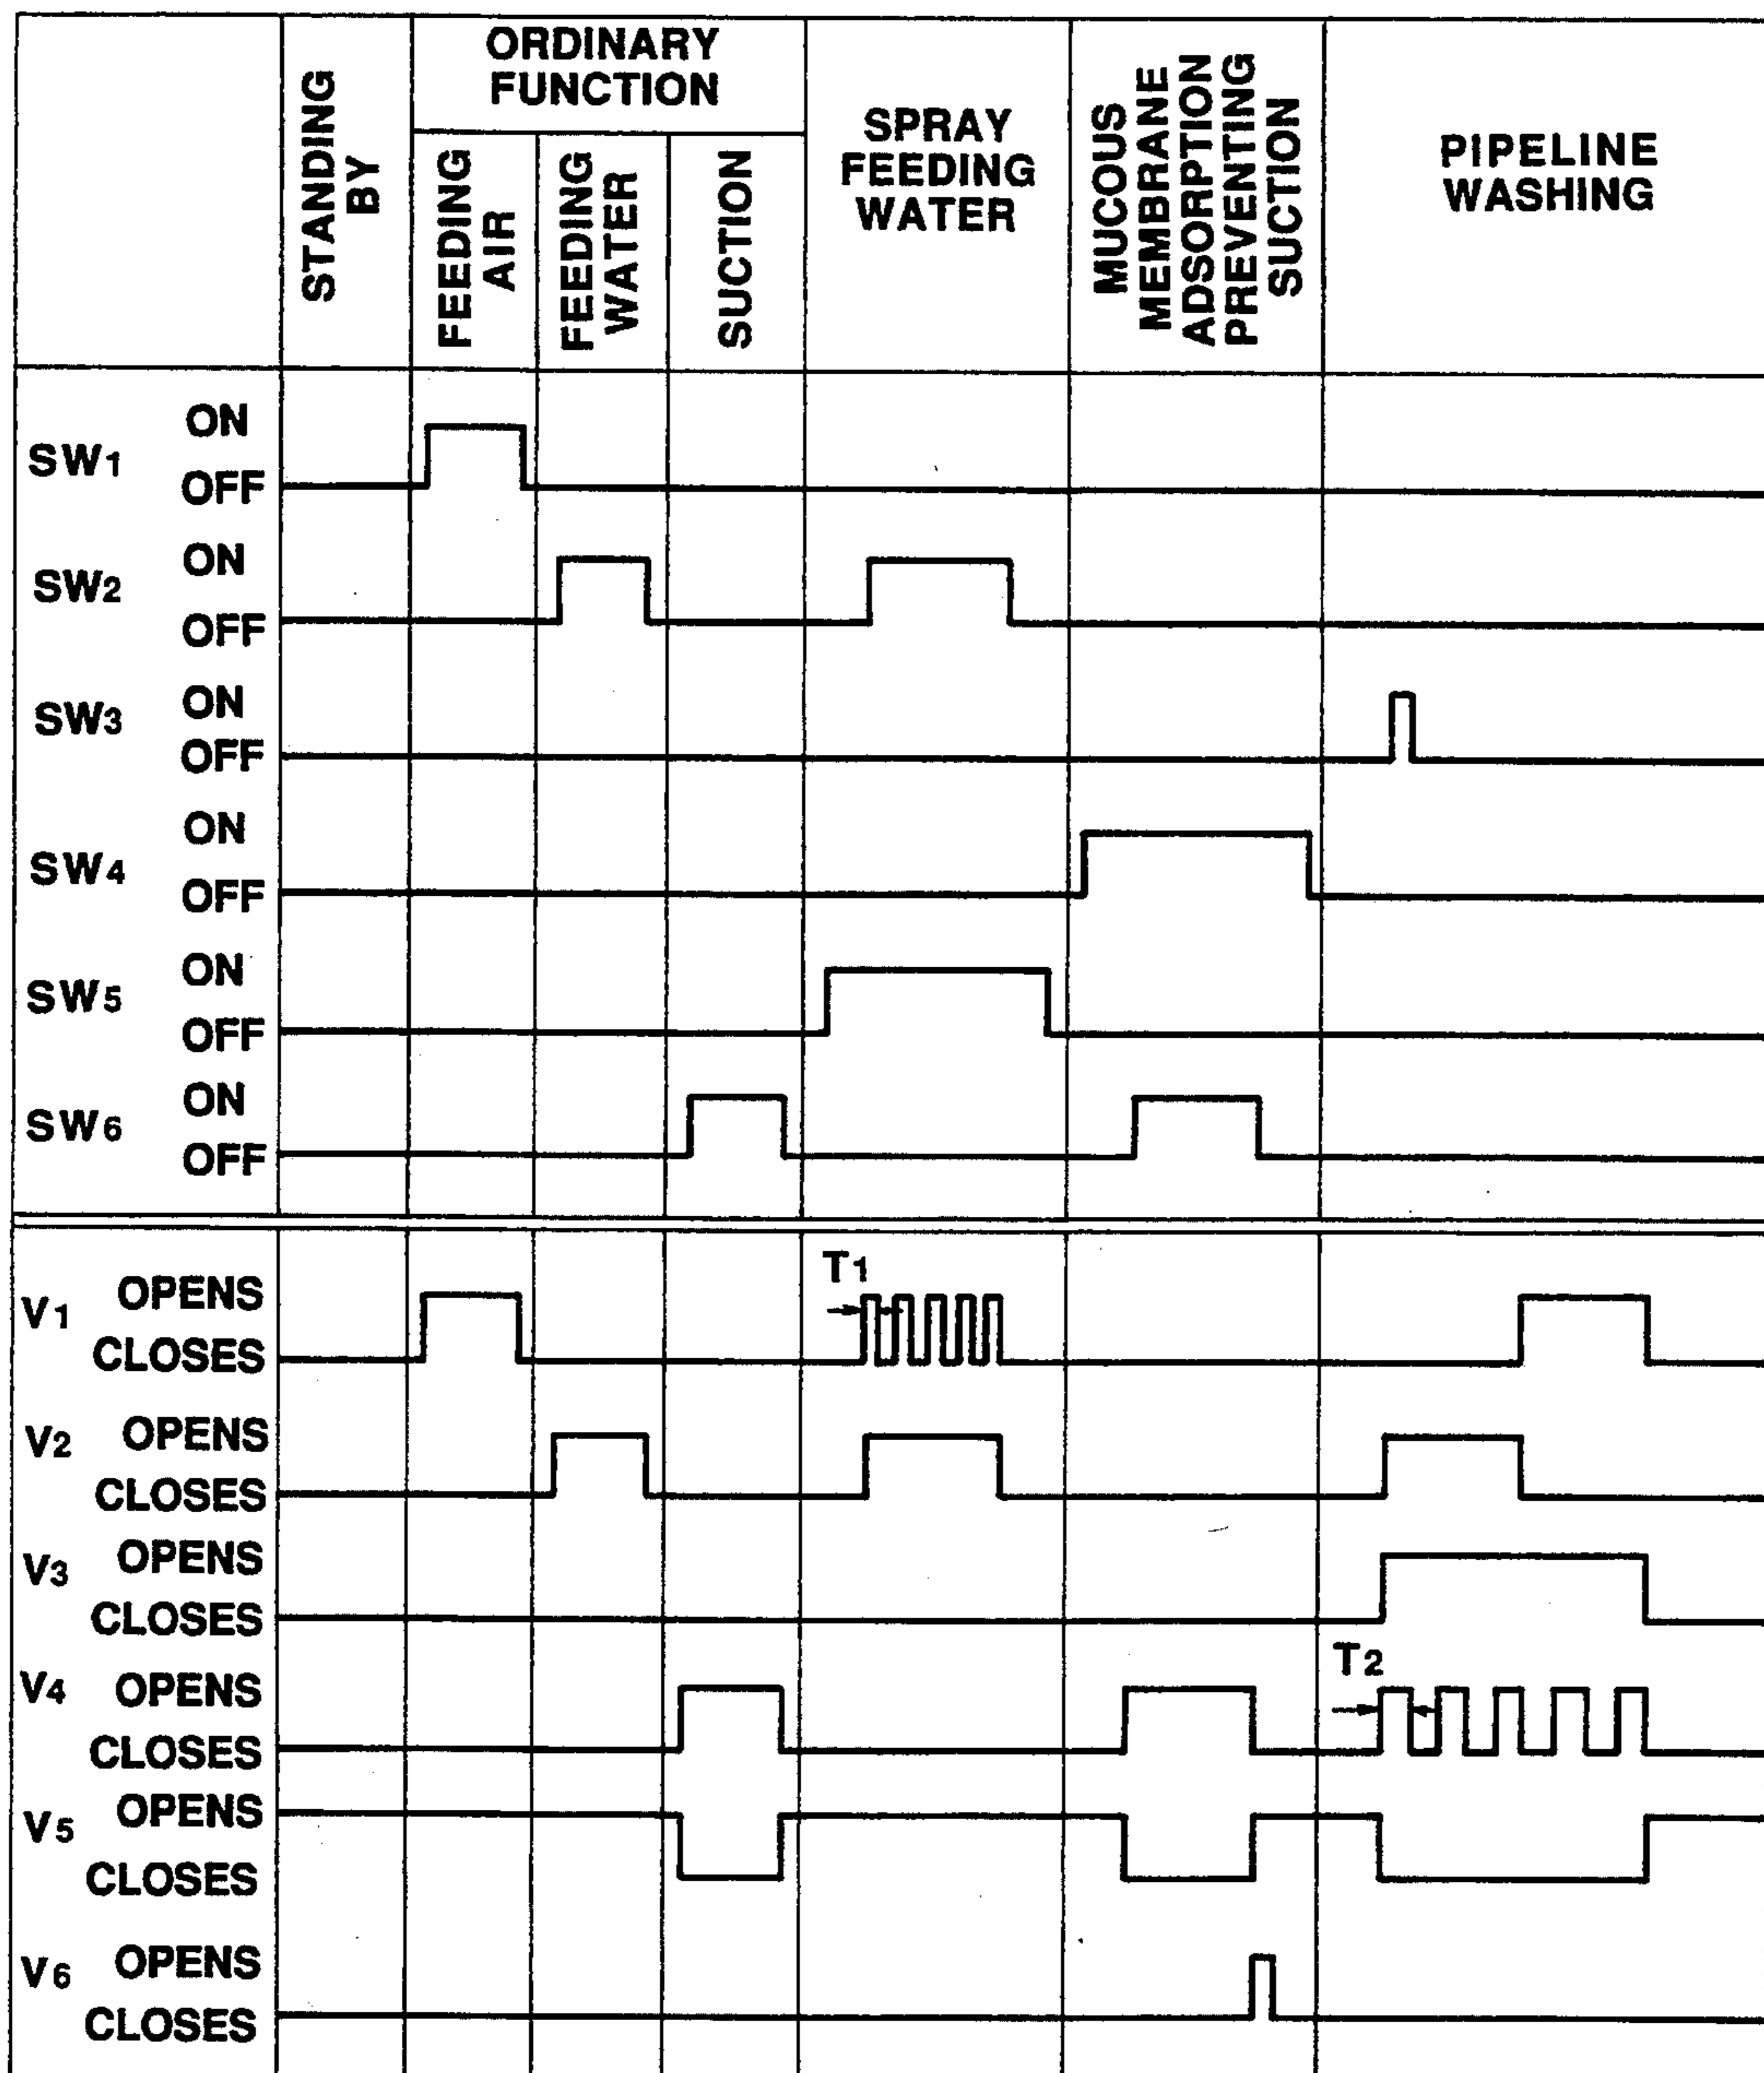 STANDING
BY
ORDINARY
FUNCTION
FEEDING
AIR
FEEDING
WATER
SUCTION
SPRAY
FEEDING
WATER
MUCOUS
MEMBRANE
ADSORPTION
PREVENTING
SUCTION
PIPELINE
WASHING
SW1 ON
OFF
SW2 ON
OFF
SW3 ON
OFF
SW4 ON
OFF
SW5 ON
OFF
SW6 ON
OFF
T1
V1 OPENS
CLOSES
V2 OPENS
CLOSES
V3 OPENS
CLOSES
T2
V4 OPENS
CLOSES
V5 OPENS
CLOSES
V6 OPENS
CLOSES